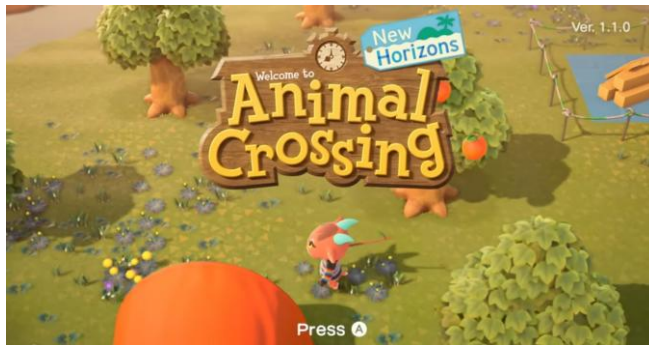 Ver. 1.1.0
New
Horizons
Welcome to
Animal
Crossing
Press A